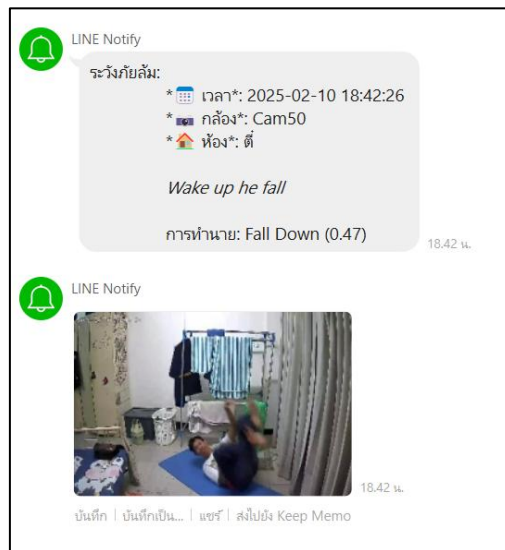 LINE Notify
ระวังภัยล้ม:
*🗓️ เวลา*: 2025-02-10 18:42:26
*📹 กล้อง*: Cam50
*🏠 ห้อง*: ตี๋
Wake up he fall
การทำนาย: Fall Down (0.47)
18.42 น.
LINE Notify
18.42 น.
บันทึก | บันทึกเป็น... | แชร์ | ส่งไปยัง Keep Memo